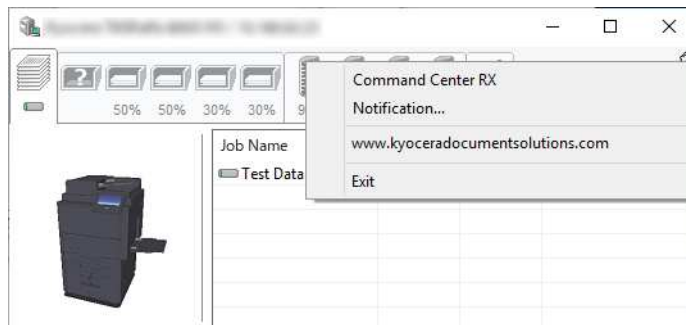 50% 50% 30% 30%
Job Name
Test Data
Command Center RX
Notification...
www.kyoceradocumentsolutions.com
Exit